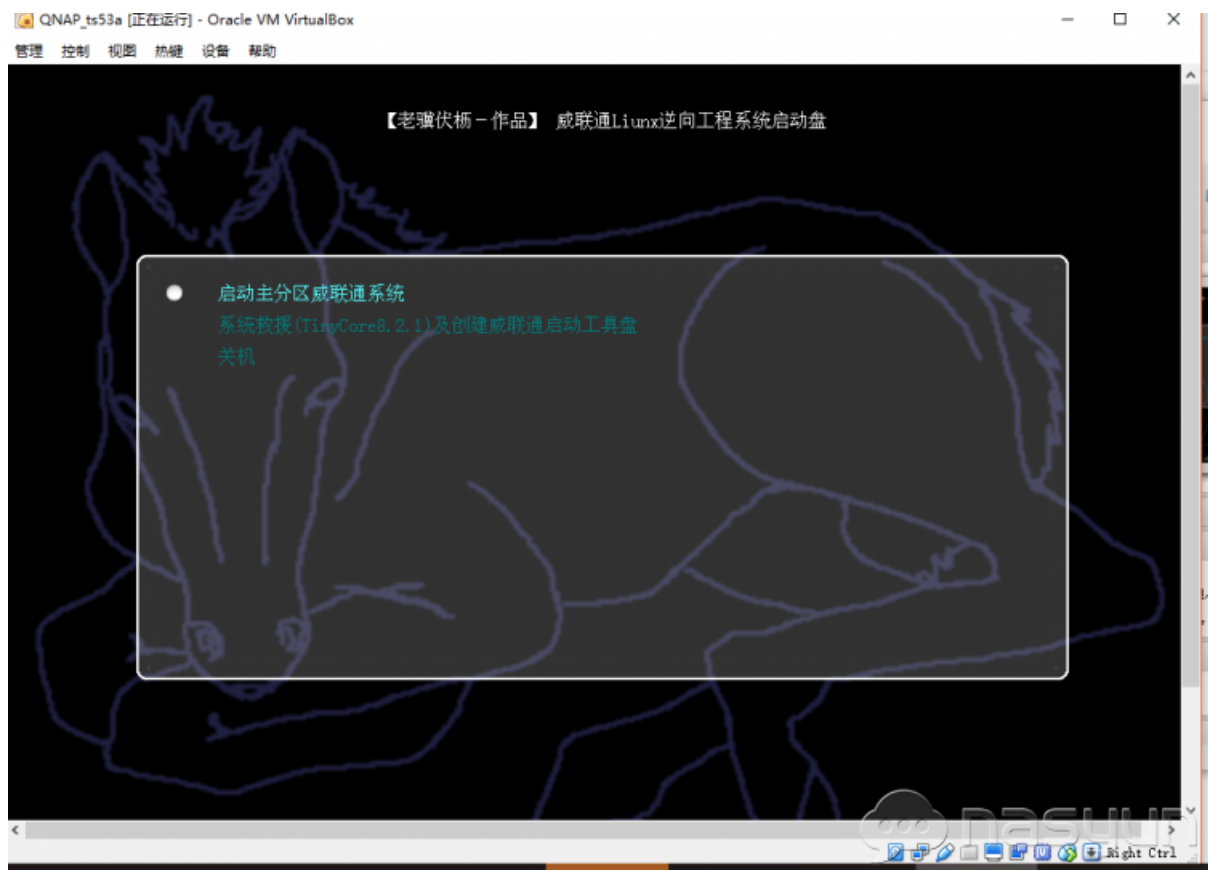 QNAP_ts53a [正在运行] - Oracle VM VirtualBox
管理 控制 视图 热键 设备 帮助
【老骥伏枥－作品】 威联通Liunx逆向工程系统启动盘
启动主分区威联通系统
系统救援(TinyCore8.2.1)及创建威联通启动工具盘
关机
nasyun
Right Ctrl